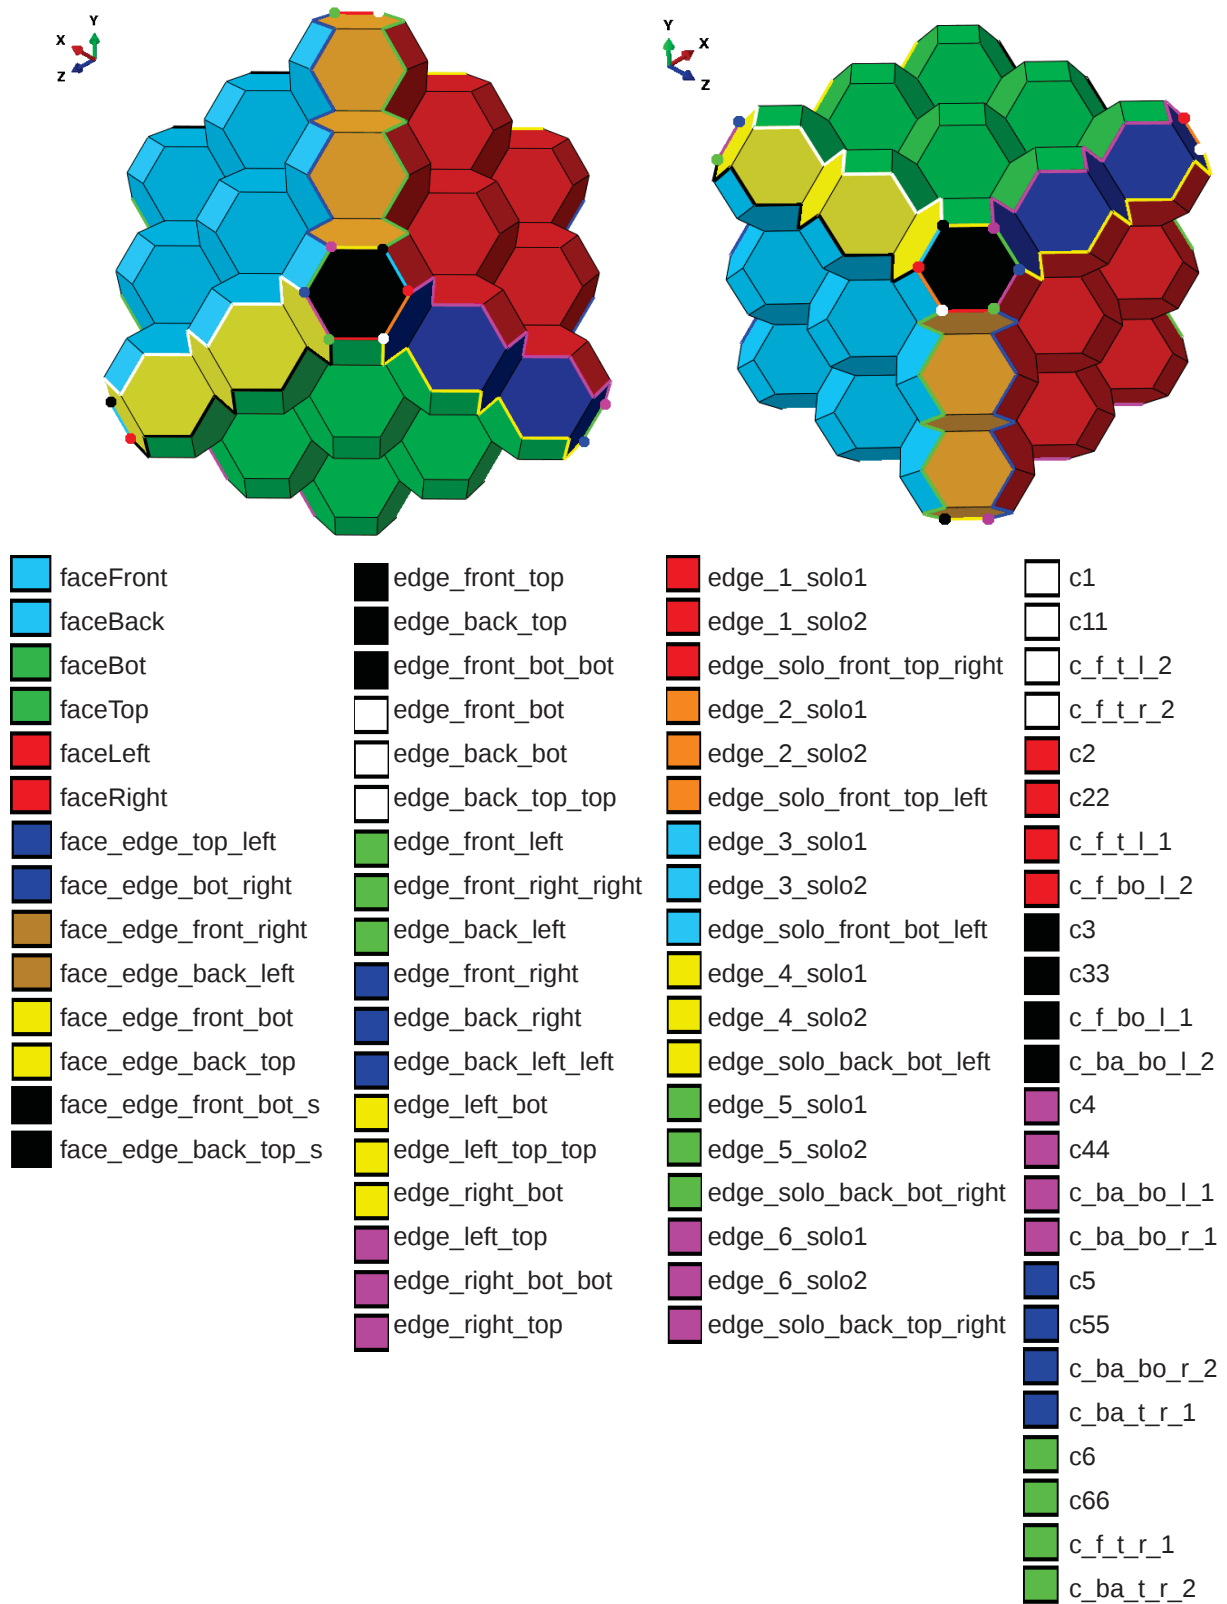 Y
X
Z
Y
X
Z
faceFront
faceBack
faceBot
faceTop
faceLeft
faceRight
face_edge_top_left
face_edge_bot_right
face_edge_front_right
face_edge_back_left
face_edge_front_bot
face_edge_back_top
face_edge_front_bot_s
face_edge_back_top_s
edge_front_top
edge_back_top
edge_front_bot_bot
edge_front_bot
edge_back_bot
edge_back_top_top
edge_front_left
edge_front_right_right
edge_back_left
edge_front_right
edge_back_right
edge_back_left_left
edge_left_bot
edge_left_top_top
edge_right_bot
edge_left_top
edge_right_bot_bot
edge_right_top
edge_1_solo1
edge_1_solo2
edge_solo_front_top_right
edge_2_solo1
edge_2_solo2
edge_solo_front_top_left
edge_3_solo1
edge_3_solo2
edge_solo_front_bot_left
edge_4_solo1
edge_4_solo2
edge_solo_back_bot_left
edge_5_solo1
edge_5_solo2
edge_solo_back_bot_right
edge_6_solo1
edge_6_solo2
edge_solo_back_top_right
c1
c11
c_f_t_l_2
c_f_t_r_2
c2
c22
c_f_t_l_1
c_f_bo_l_2
c3
c33
c_f_bo_l_1
c_ba_bo_l_2
c4
c44
c_ba_bo_l_1
c_ba_bo_r_1
c5
c55
c_ba_bo_r_2
c_ba_t_r_1
c6
c66
c_f_t_r_1
c_ba_t_r_2